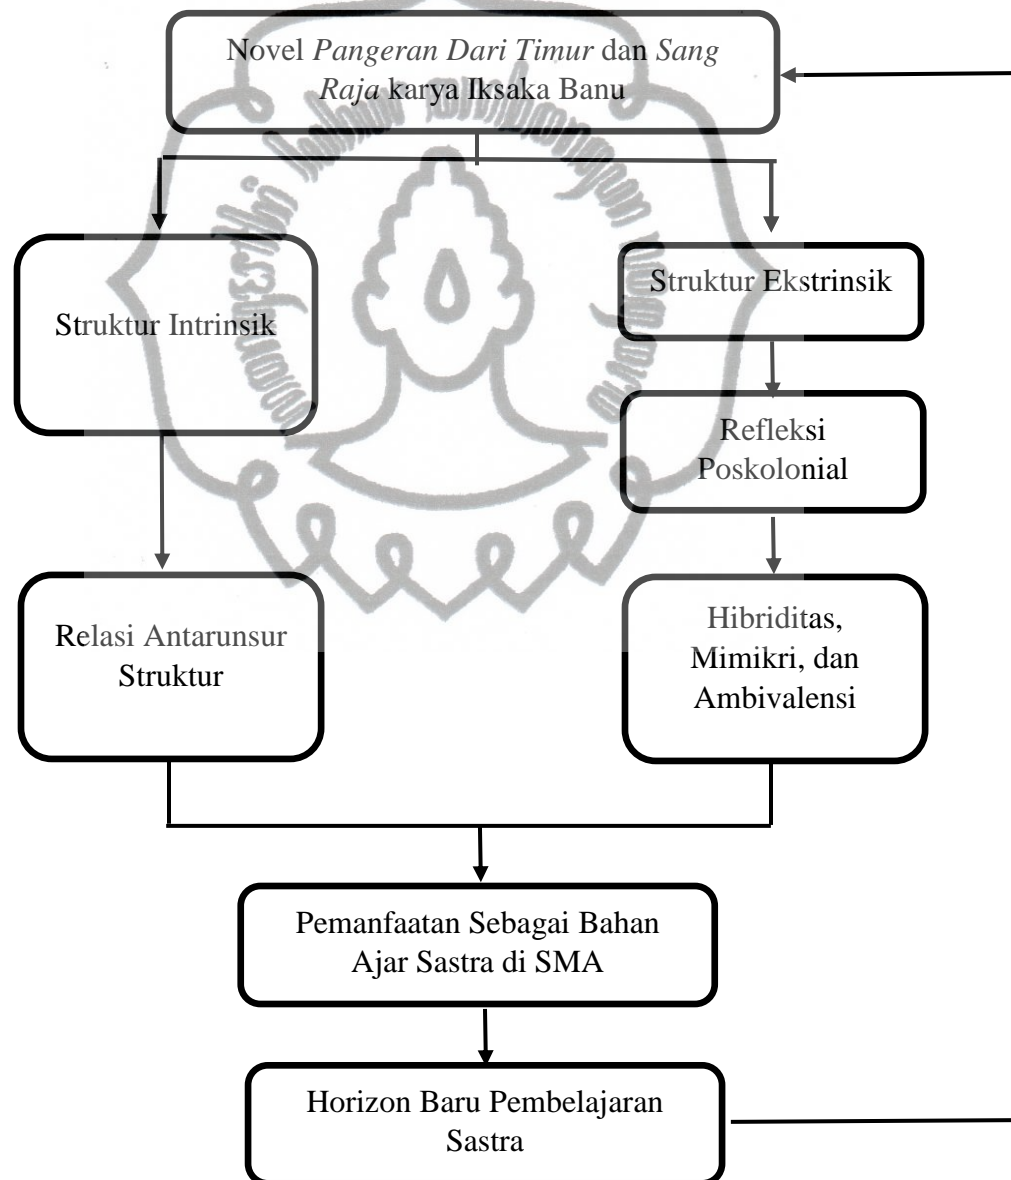 Novel Pangeran Dari Timur dan Sang
Raja karya Iksaka Banu
Struktur Intrinsik
Struktur Ekstrinsik
Refleksi
Poskolonial
Relasi Antarunsur
Struktur
Hibriditas,
Mimikri, dan
Ambivalensi
Pemanfaatan Sebagai Bahan
Ajar Sastra di SMA
Horizon Baru Pembelajaran
Sastra